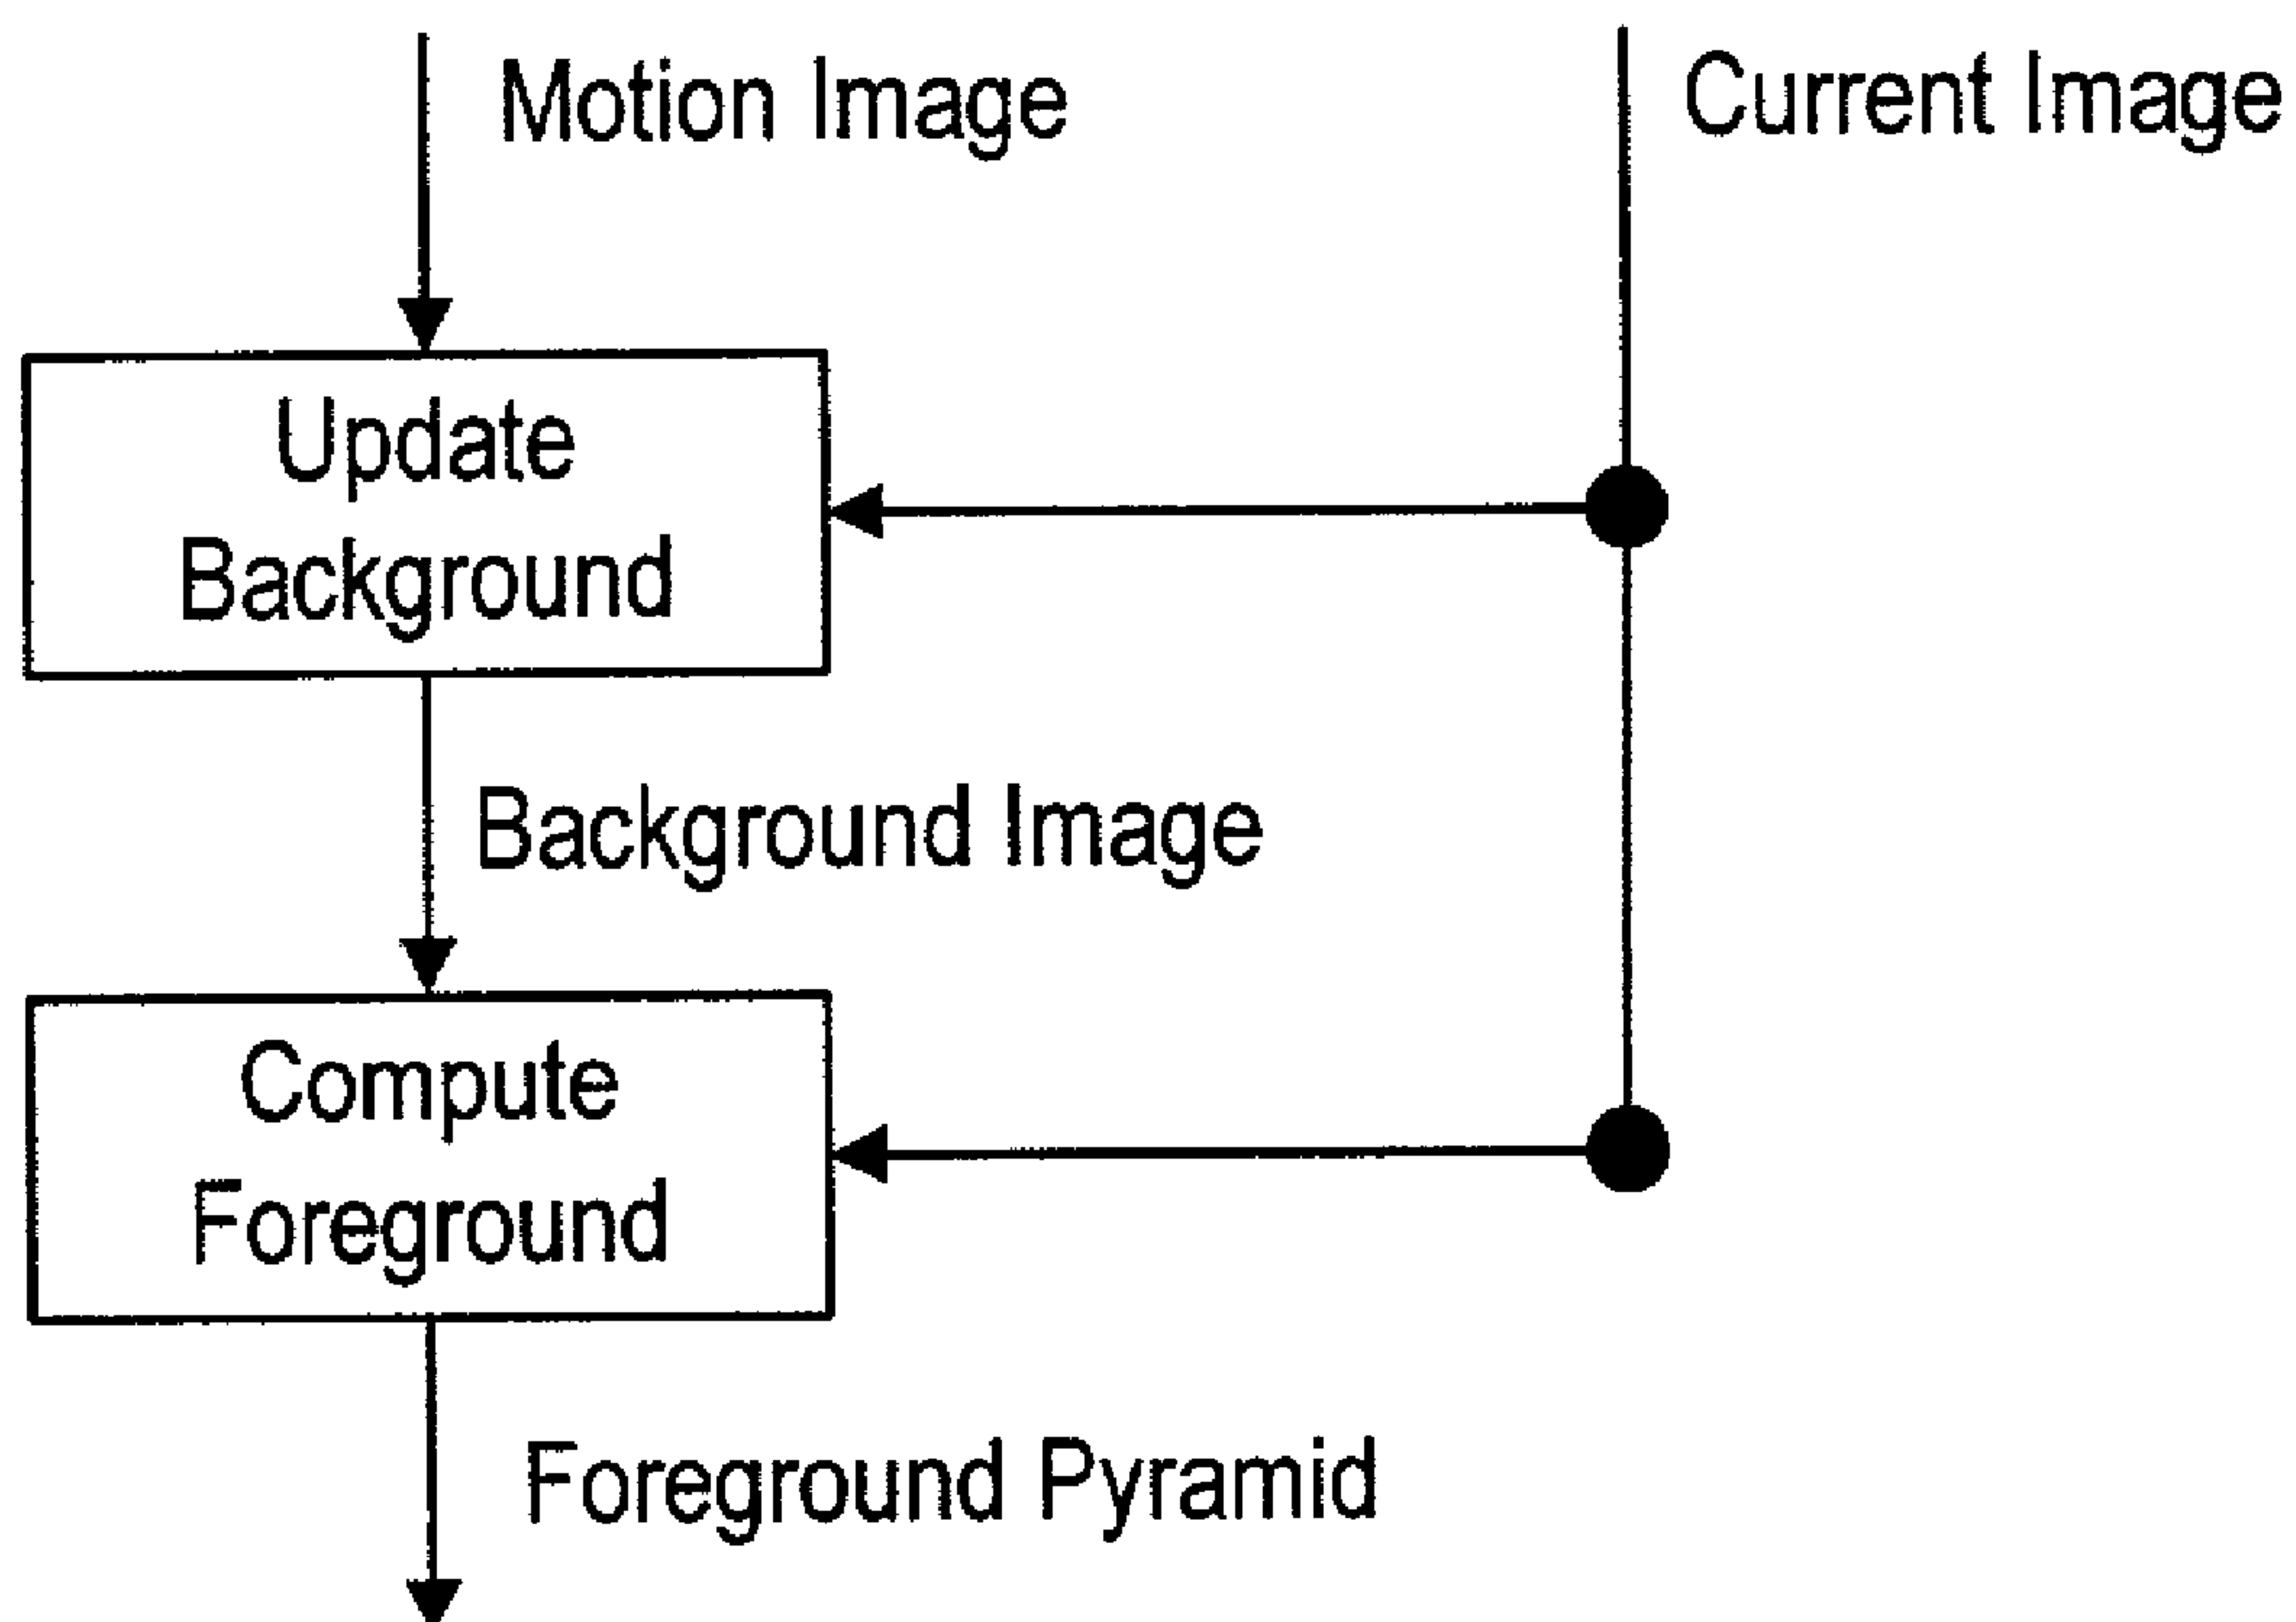 Motion Image
Current Image
Update
Background
Background Image
Compute
Foreground
Foreground Pyramid